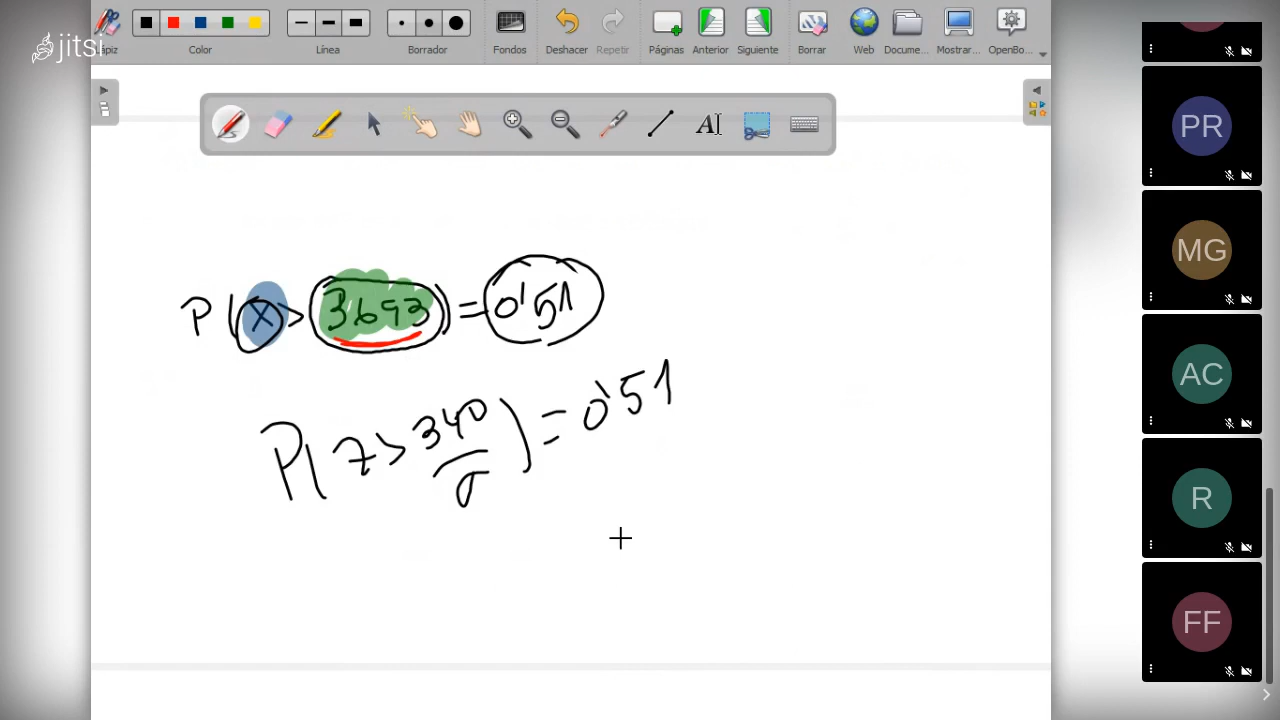 jitsi
Color
Línea
Borrador
Fondos
Deshacer
Repetir
Páginas
Anterior
Siguiente
Borrar
Web
Docume...
Mostrar...
OpenBo...
P(X > 3693) = 0'51
P(Z > 340/σ) = 0'51
PR
MG
AC
R
FF